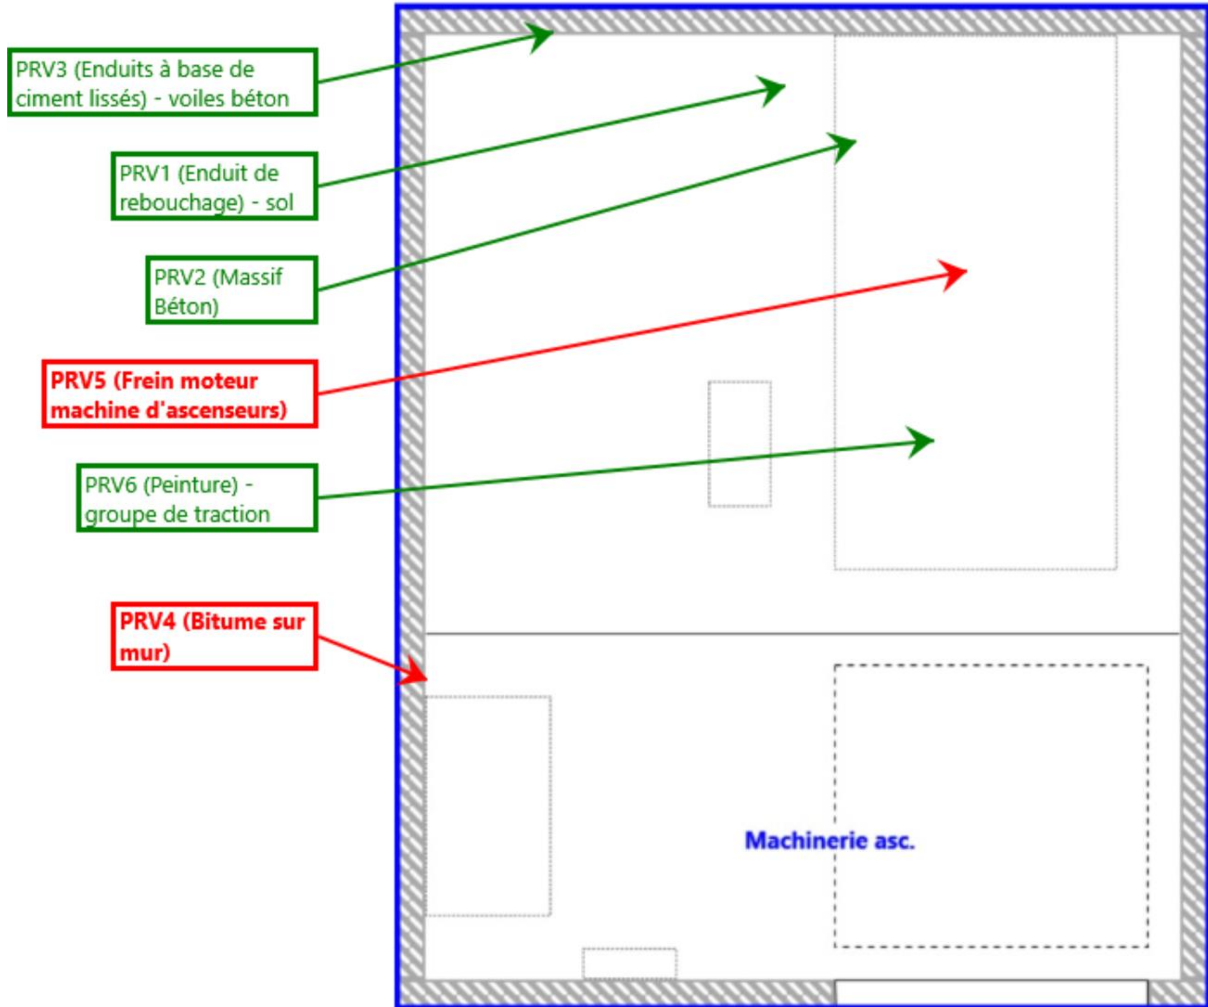 PRV3 (Enduits à base de
ciment lissés) - voiles béton
PRV1 (Enduit de
rebouchage) - sol
PRV2 (Massif
Béton)
PRV5 (Frein moteur
machine d'ascenseurs)
PRV6 (Peinture) -
groupe de traction
PRV4 (Bitume sur
mur)
Machinerie asc.